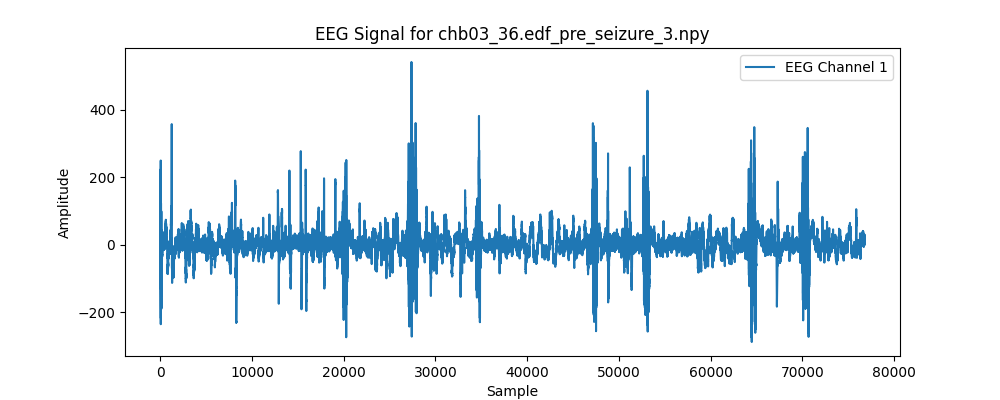 EEG Signal for chb03_36.edf_pre_seizure_3.npy
EEG Channel 1
Amplitude
400
200
0
−200
0 10000 20000 30000 40000 50000 60000 70000 80000
Sample